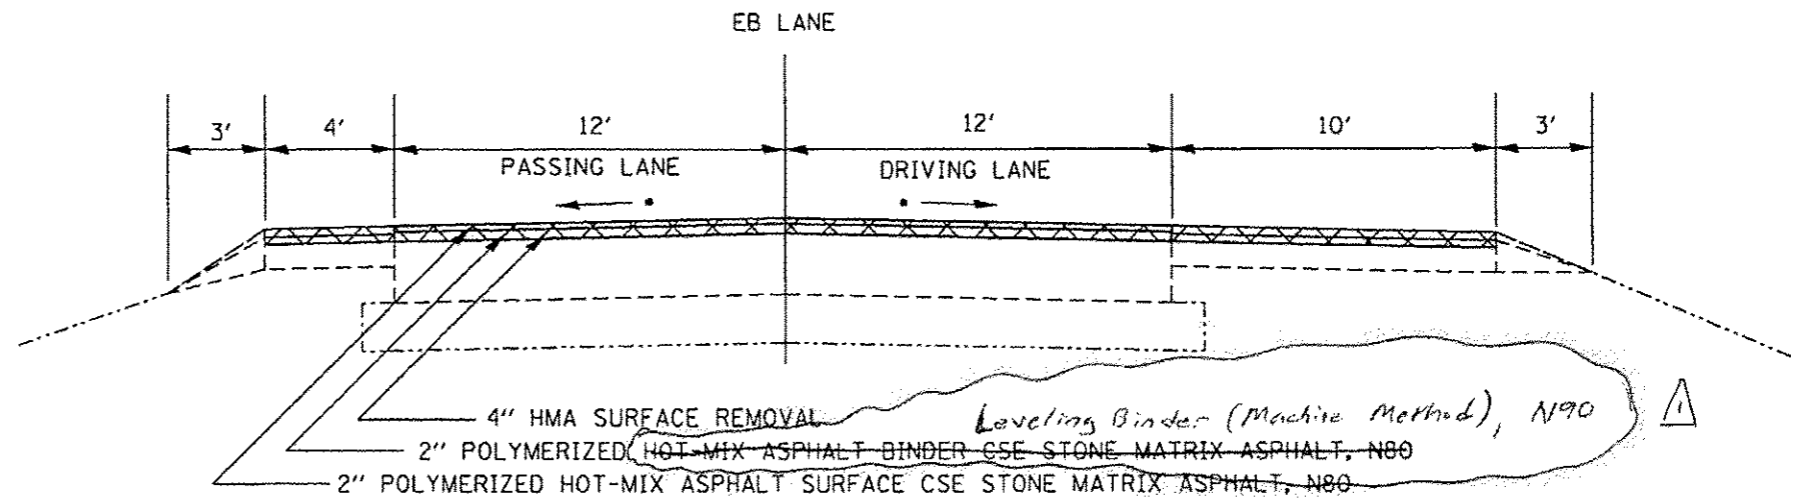 EB LANE
3' 4' 12' 12' 10' 3'
PASSING LANE DRIVING LANE
4" HMA SURFACE REMOVAL Leveling Binder (Machine Method), N90 1
2" POLYMERIZED HOT-MIX ASPHALT BINDER CSE STONE MATRIX ASPHALT, N80
2" POLYMERIZED HOT-MIX ASPHALT SURFACE CSE STONE MATRIX ASPHALT, N80